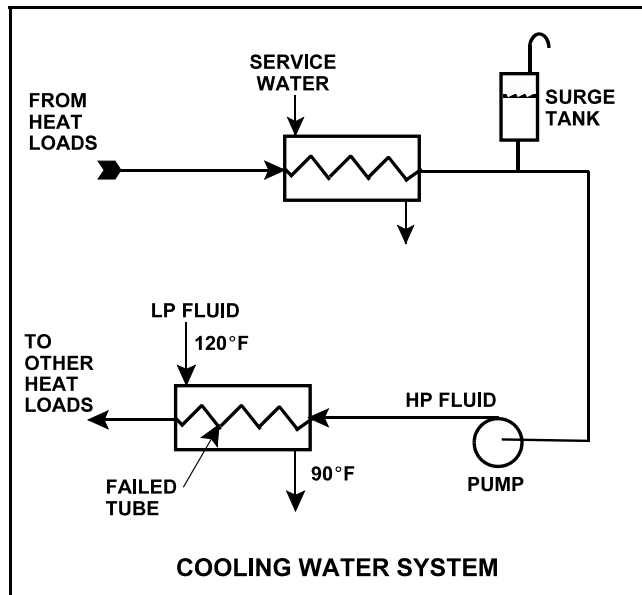 SERVICE
WATER
FROM
HEAT
LOADS
SURGE
TANK
LP FLUID
120°F
TO
OTHER
HEAT
LOADS
HP FLUID
FAILED
TUBE
90°F
PUMP
COOLING WATER SYSTEM